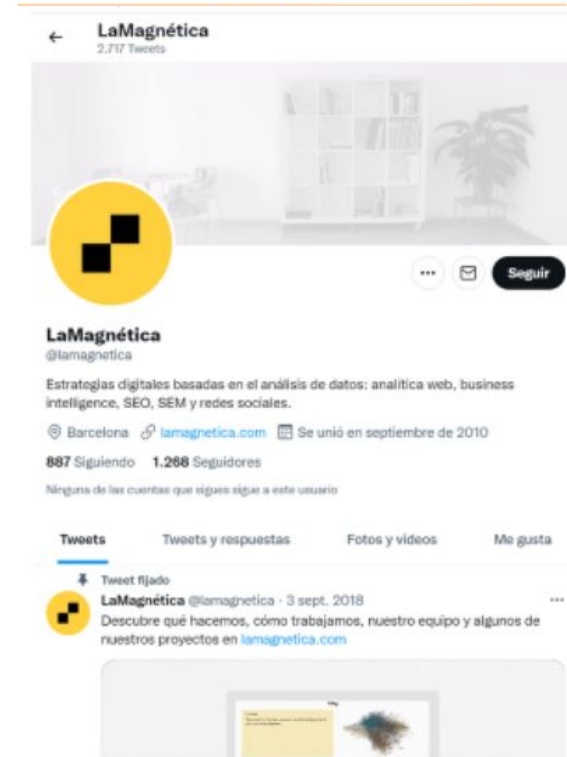 LaMagnética
2.717 Tweets
Seguir
LaMagnética
@lamagnetica
Estrategias digitales basadas en el análisis de datos: analítica web, business
intelligence, SEO, SEM y redes sociales.
Barcelona lamagnetica.com Se unió en septiembre de 2010
887 Siguiendo 1.268 Seguidores
Ninguna de las cuentas que sigues sigue a este usuario
Tweets Tweets y respuestas Fotos y vídeos Me gusta
Tweet fijado
LaMagnética @lamagnetica · 3 sept. 2018
Descubre qué hacemos, cómo trabajamos, nuestro equipo y algunos de
nuestros proyectos en lamagnetica.com